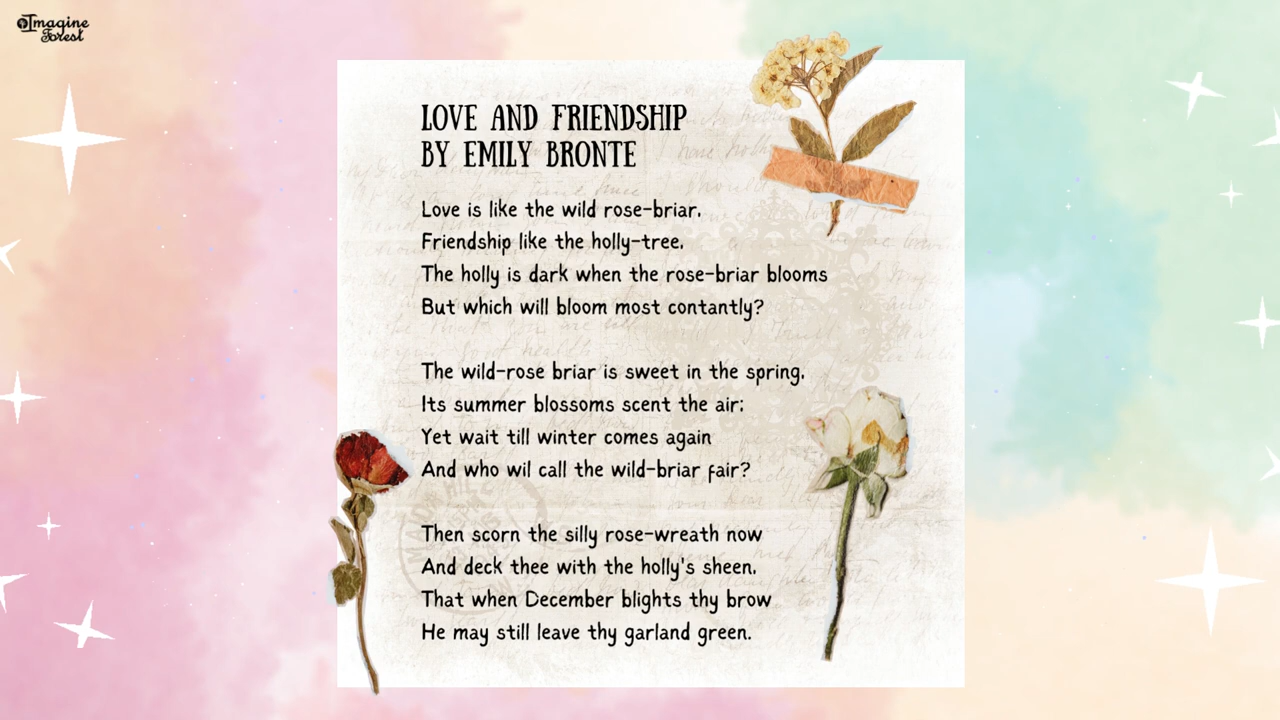 Imagine
Forest
LOVE AND FRIENDSHIP
BY EMILY BRONTE
Love is like the wild rose-briar,
Friendship like the holly-tree.
The holly is dark when the rose-briar blooms
But which will bloom most contantly?
The wild-rose briar is sweet in the spring,
Its summer blossoms scent the air;
Yet wait till winter comes again
And who wil call the wild-briar fair?
Then scorn the silly rose-wreath now
And deck thee with the holly's sheen,
That when December blights thy brow
He may still leave thy garland green.